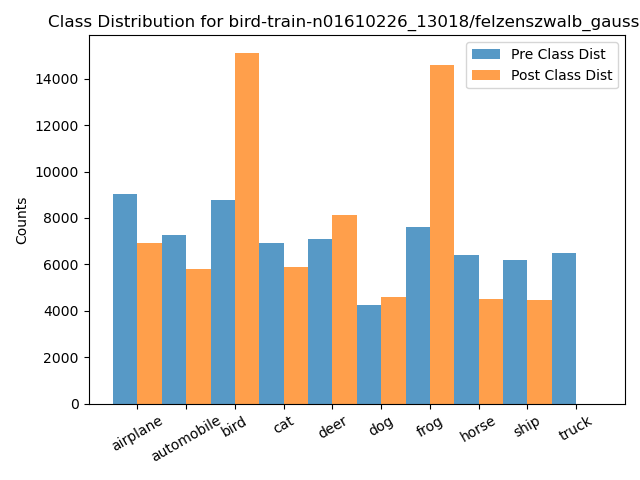 Class Distribution for bird-train-n01610226_13018/felzenszwalb_gauss
Pre Class Dist
Post Class Dist
14000
12000
10000
8000
6000
4000
2000
0
Counts
airplane
automobile
bird
cat
deer
dog
frog
horse
ship
truck